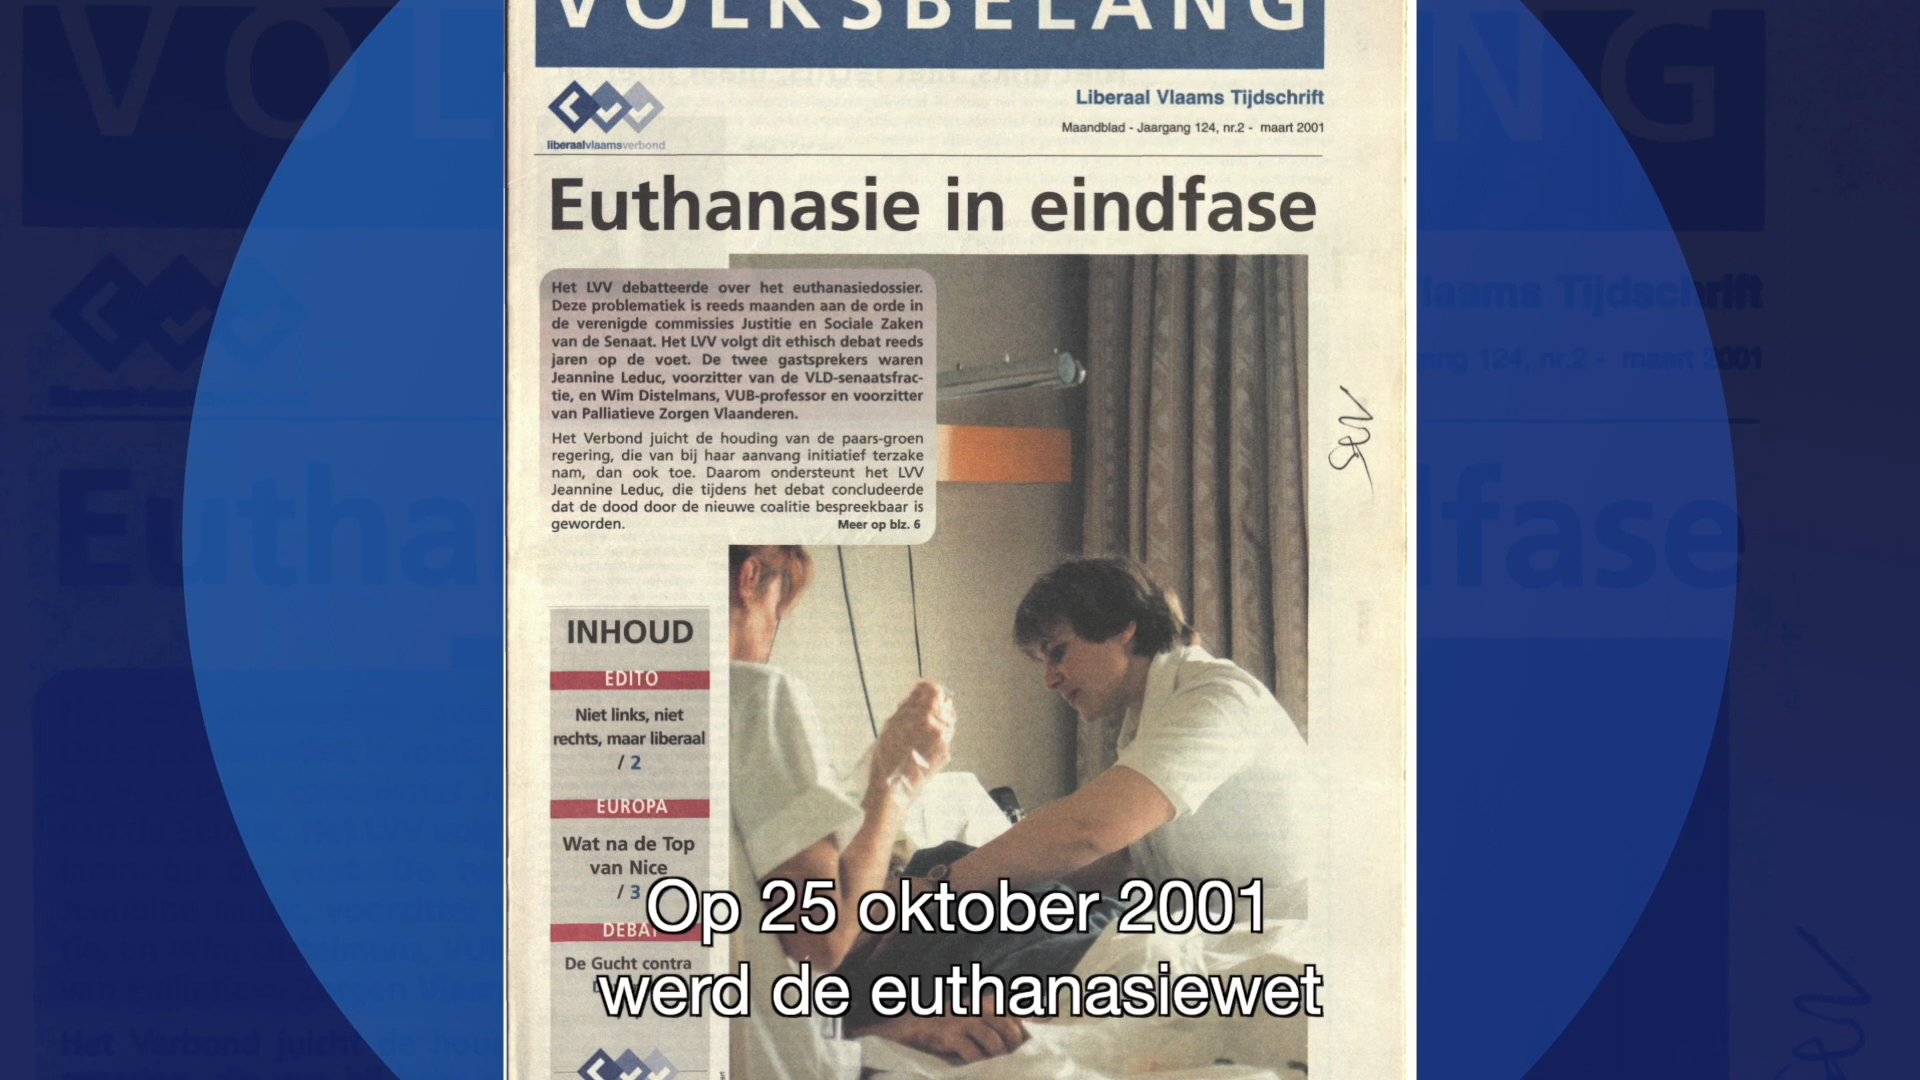 VOLKSBELANG
liberaalvlaamsverbond
Liberaal Vlaams Tijdschrift
Maandblad - Jaargang 124, nr.2 - maart 2001
Euthanasie in eindfase
Het LVV debatteerde over het euthanasiedossier.
Deze problematiek is reeds maanden aan de orde in
de verenigde commissies Justitie en Sociale Zaken
van de Senaat. Het LVV volgt dit ethisch debat reeds
jaren op de voet. De twee gastsprekers waren
Jeannine Leduc, voorzitter van de VLD-senaatsfrac-
tie, en Wim Distelmans, VUB-professor en voorzitter
van Palliatieve Zorgen Vlaanderen.
Het Verbond juicht de houding van de paars-groen
regering, die van bij haar aanvang initiatief terzake
nam, dan ook toe. Daarom ondersteunt het LVV
Jeannine Leduc, die tijdens het debat concludeerde
dat de dood door de nieuwe coalitie bespreekbaar is
geworden. Meer op blz. 6
INHOUD
EDITO
Niet links, niet
rechts, maar liberaal
/ 2
EUROPA
Wat na de Top
van Nice
/ 3
DEBAT
De Gucht contra
Op 25 oktober 2001
werd de euthanasiewet